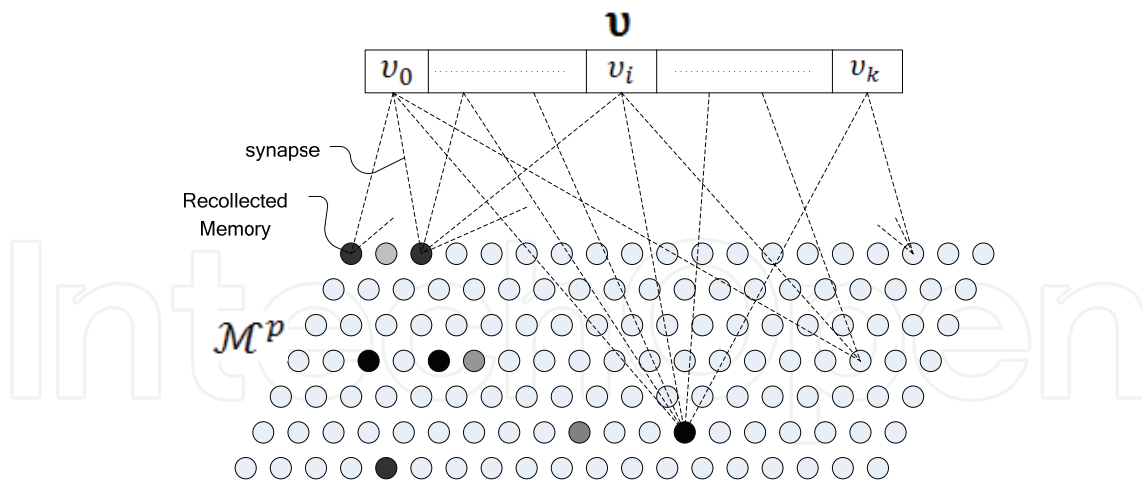 υ
υ₀ ........................ υᵢ ........................ υₖ
synapse
Recollected
Memory
ℳᵖ
IntechOpen